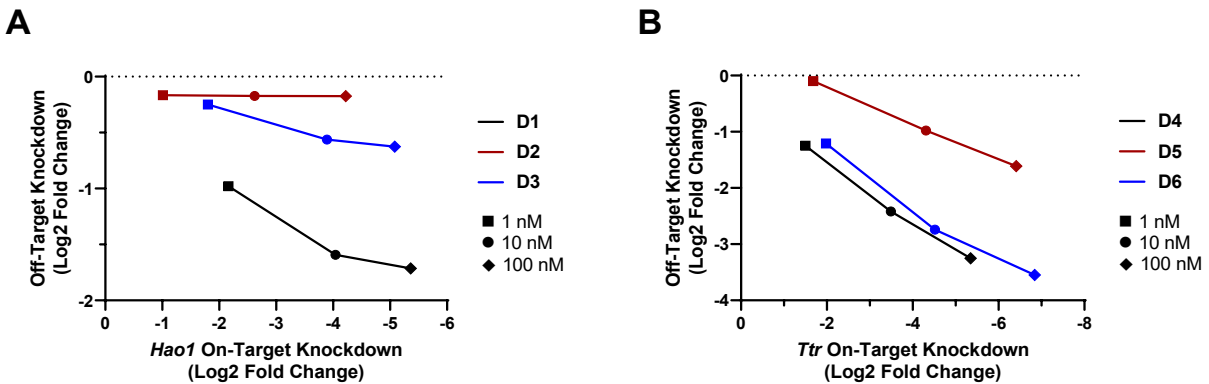 A
Off-Target Knockdown
(Log2 Fold Change)
0
-1
-2
0 -1 -2 -3 -4 -5 -6
Hao1 On-Target Knockdown
(Log2 Fold Change)
D1
D2
D3
1 nM
10 nM
100 nM
B
Off-Target Knockdown
(Log2 Fold Change)
0
-1
-2
-3
-4
0 -2 -4 -6 -8
Ttr On-Target Knockdown
(Log2 Fold Change)
D4
D5
D6
1 nM
10 nM
100 nM